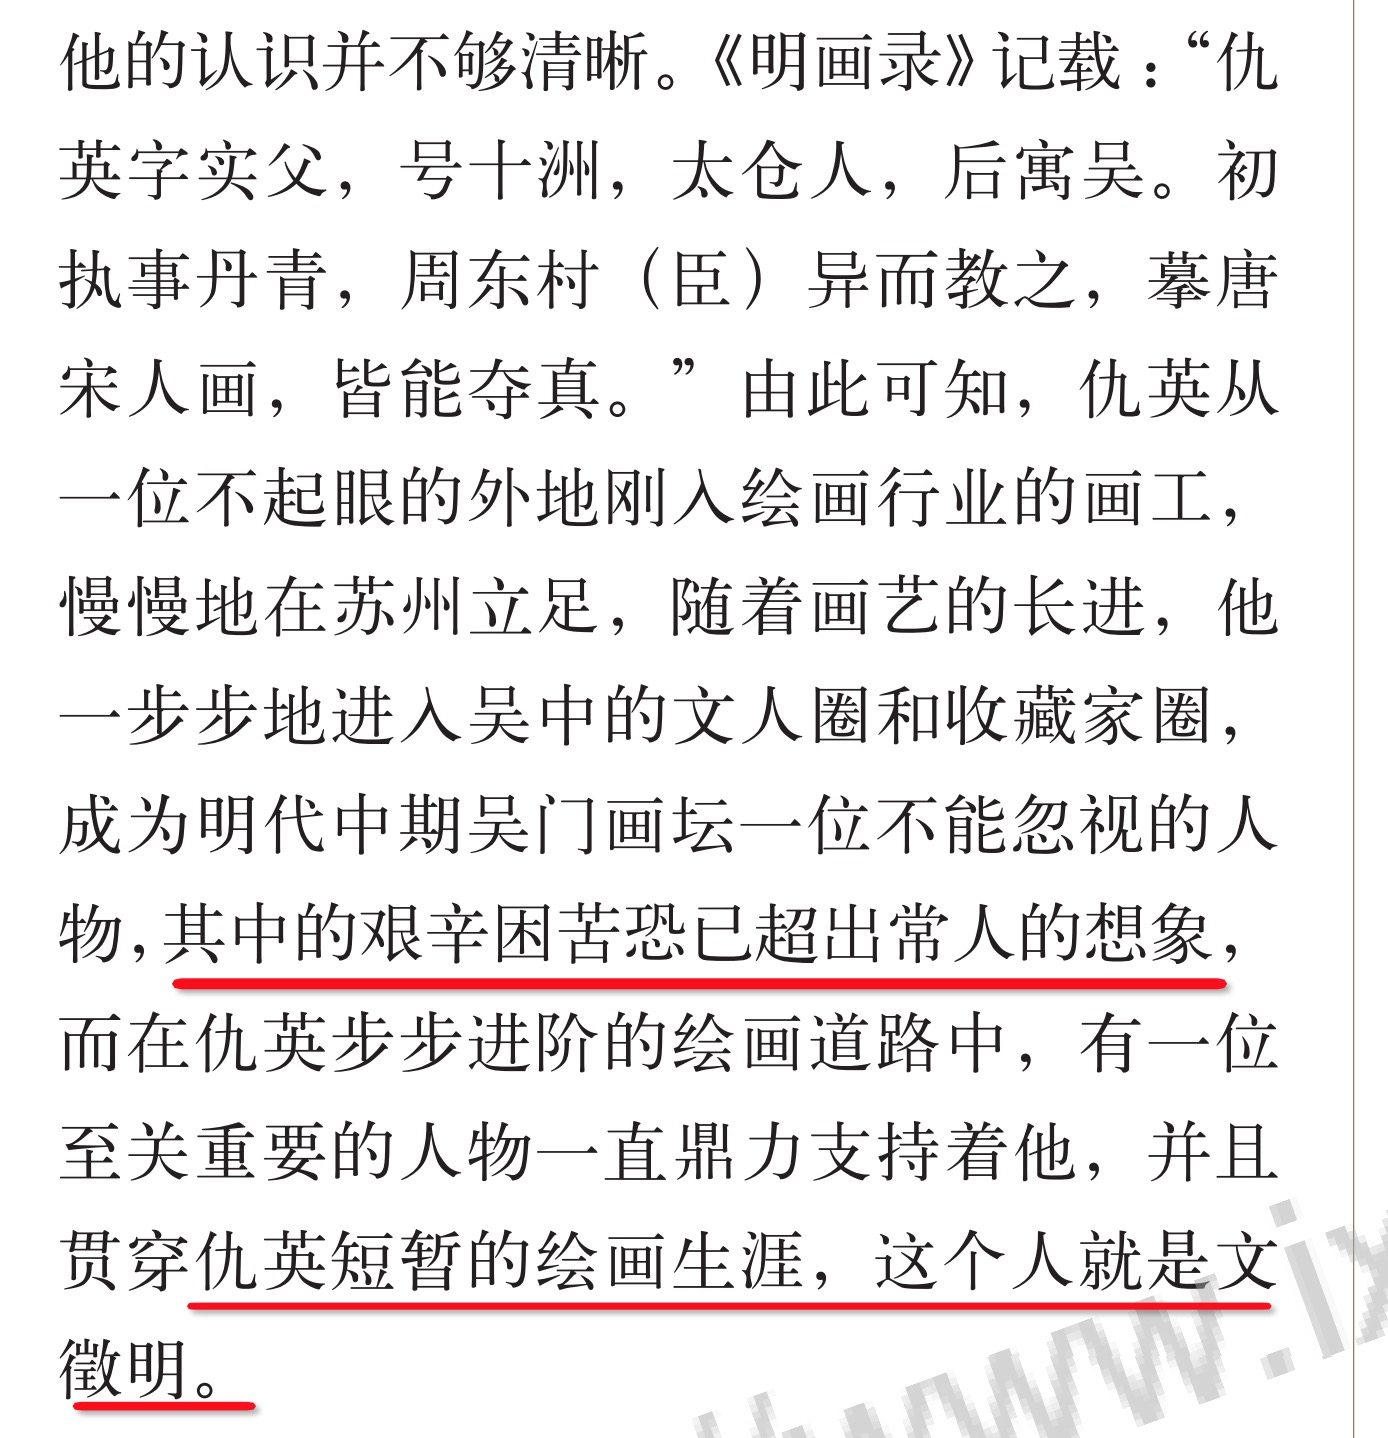 他的认识并不够清晰。《明画录》记载：“仇
英字实父，号十洲，太仓人，后寓吴。初
执事丹青，周东村（臣）异而教之，摹唐
宋人画，皆能夺真。”由此可知，仇英从
一位不起眼的外地刚入绘画行业的画工，
慢慢地在苏州立足，随着画艺的长进，他
一步步地进入吴中的文人圈和收藏家圈，
成为明代中期吴门画坛一位不能忽视的人
物，其中的艰辛困苦恐已超出常人的想象，
而在仇英步步进阶的绘画道路中，有一位
至关重要的人物一直鼎力支持着他，并且
贯穿仇英短暂的绘画生涯，这个人就是文
徵明。